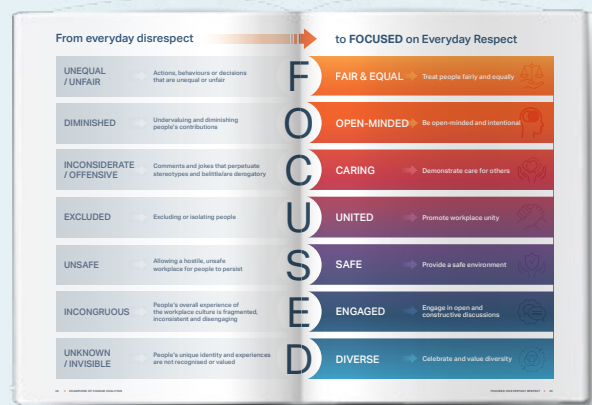 From everyday disrespect
to FOCUSED on Everyday Respect
UNEQUAL
/ UNFAIR
Actions, behaviours or decisions
that are unequal or unfair
F
FAIR & EQUAL
Treat people fairly and equally
DIMINISHED
Undervaluing and diminishing
people's contributions
O
OPEN-MINDED
Be open-minded and intentional
INCONSIDERATE
/ OFFENSIVE
Comments and jokes that perpetuate
stereotypes and belittle/are derogatory
C
CARING
Demonstrate care for others
EXCLUDED
Excluding or isolating people
U
UNITED
Promote workplace unity
UNSAFE
Allowing a hostile, unsafe
workplace for people to persist
S
SAFE
Provide a safe environment
INCONGRUOUS
People's overall experience of
the workplace culture is fragmented,
inconsistent and disengaging
E
ENGAGED
Engage in open and
constructive discussions
UNKNOWN
/ INVISIBLE
People's unique identity and experiences
are not recognised or valued
D
DIVERSE
Celebrate and value diversity